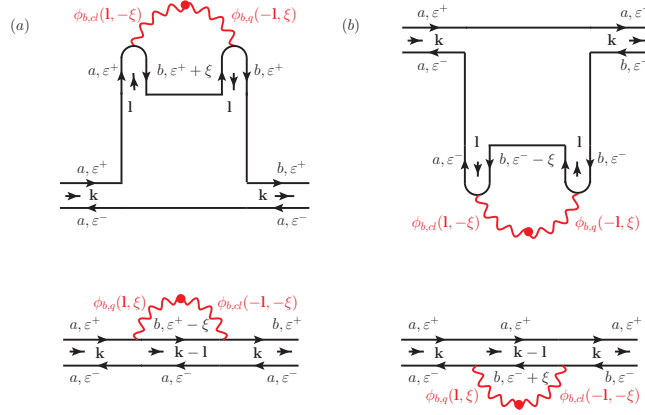 (a)
ϕ_{b,cl}(l, −ξ) ϕ_{b,q}(−l, ξ)
a, ε⁺ b, ε⁺ + ξ b, ε⁺
l l
a, ε⁺ b, ε⁺
k k
a, ε⁻ a, ε⁻
ϕ_{b,q}(l, ξ) ϕ_{b,cl}(−l, −ξ)
a, ε⁺ b, ε⁺ − ξ b, ε⁺
k k − l k
a, ε⁻ a, ε⁻ a, ε⁻
(b)
a, ε⁺ a, ε⁺
k k
a, ε⁻ b, ε⁻
l l
a, ε⁻ b, ε⁻ − ξ b, ε⁻
ϕ_{b,cl}(l, −ξ) ϕ_{b,q}(−l, ξ)
a, ε⁺ a, ε⁺ a, ε⁺
k k − l k
a, ε⁻ b, ε⁻ + ξ b, ε⁻
ϕ_{b,q}(l, ξ) ϕ_{b,cl}(−l, −ξ)